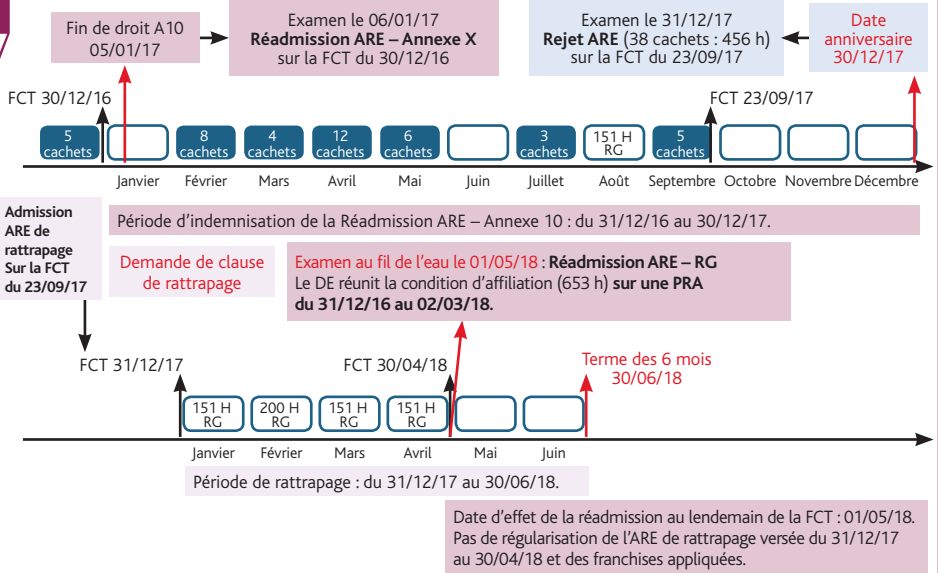 Fin de droit A10
05/01/17
Examen le 06/01/17
Réadmission ARE – Annexe X
sur la FCT du 30/12/16
Examen le 31/12/17
Rejet ARE (38 cachets : 456 h)
sur la FCT du 23/09/17
Date
anniversaire
30/12/17
FCT 30/12/16
FCT 23/09/17
5
cachets
8
cachets
4
cachets
12
cachets
6
cachets
3
cachets
151 H
RG
5
cachets
Janvier
Février
Mars
Avril
Mai
Juin
Juillet
Août
Septembre
Octobre
Novembre
Décembre
Admission
ARE de
rattrapage
Sur la FCT
du 23/09/17
Période d'indemnisation de la Réadmission ARE – Annexe 10 : du 31/12/16 au 30/12/17.
Demande de clause
de rattrapage
Examen au fil de l'eau le 01/05/18 : Réadmission ARE – RG
Le DE réunit la condition d'affiliation (653 h) sur une PRA
du 31/12/16 au 02/03/18.
FCT 31/12/17
FCT 30/04/18
Terme des 6 mois
30/06/18
151 H
RG
200 H
RG
151 H
RG
151 H
RG
Janvier
Février
Mars
Avril
Mai
Juin
Période de rattrapage : du 31/12/17 au 30/06/18.
Date d'effet de la réadmission au lendemain de la FCT : 01/05/18.
Pas de régularisation de l'ARE de rattrapage versée du 31/12/17
au 30/04/18 et des franchises appliquées.